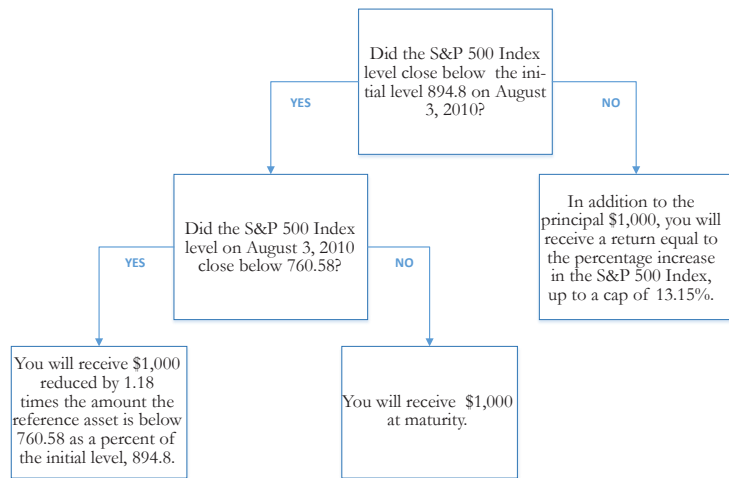 Did the S&P 500 Index
level close below the ini-
tial level 894.8 on August
3, 2010?
YES
NO
Did the S&P 500 Index
level on August 3, 2010
close below 760.58?
In addition to the
principal $1,000, you will
receive a return equal to
the percentage increase
in the S&P 500 Index,
up to a cap of 13.15%.
YES
NO
You will receive $1,000
reduced by 1.18
times the amount the
reference asset is below
760.58 as a percent of
the initial level, 894.8.
You will receive $1,000
at maturity.